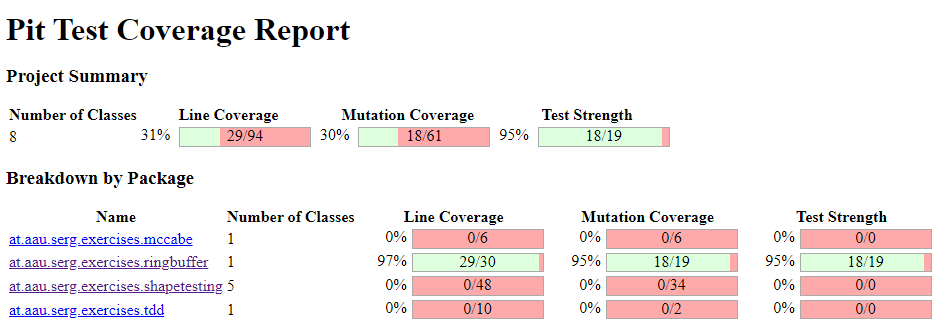 Pit Test Coverage Report
Project Summary
Number of Classes Line Coverage Mutation Coverage Test Strength
8 31% 29/94 30% 18/61 95% 18/19
Breakdown by Package
Name Number of Classes Line Coverage Mutation Coverage Test Strength
at.aau.serg.exercises.mccabe 1 0% 0/6 0% 0/6 0% 0/0
at.aau.serg.exercises.ringbuffer 1 97% 29/30 95% 18/19 95% 18/19
at.aau.serg.exercises.shapetesting 5 0% 0/48 0% 0/34 0% 0/0
at.aau.serg.exercises.tdd 1 0% 0/10 0% 0/2 0% 0/0